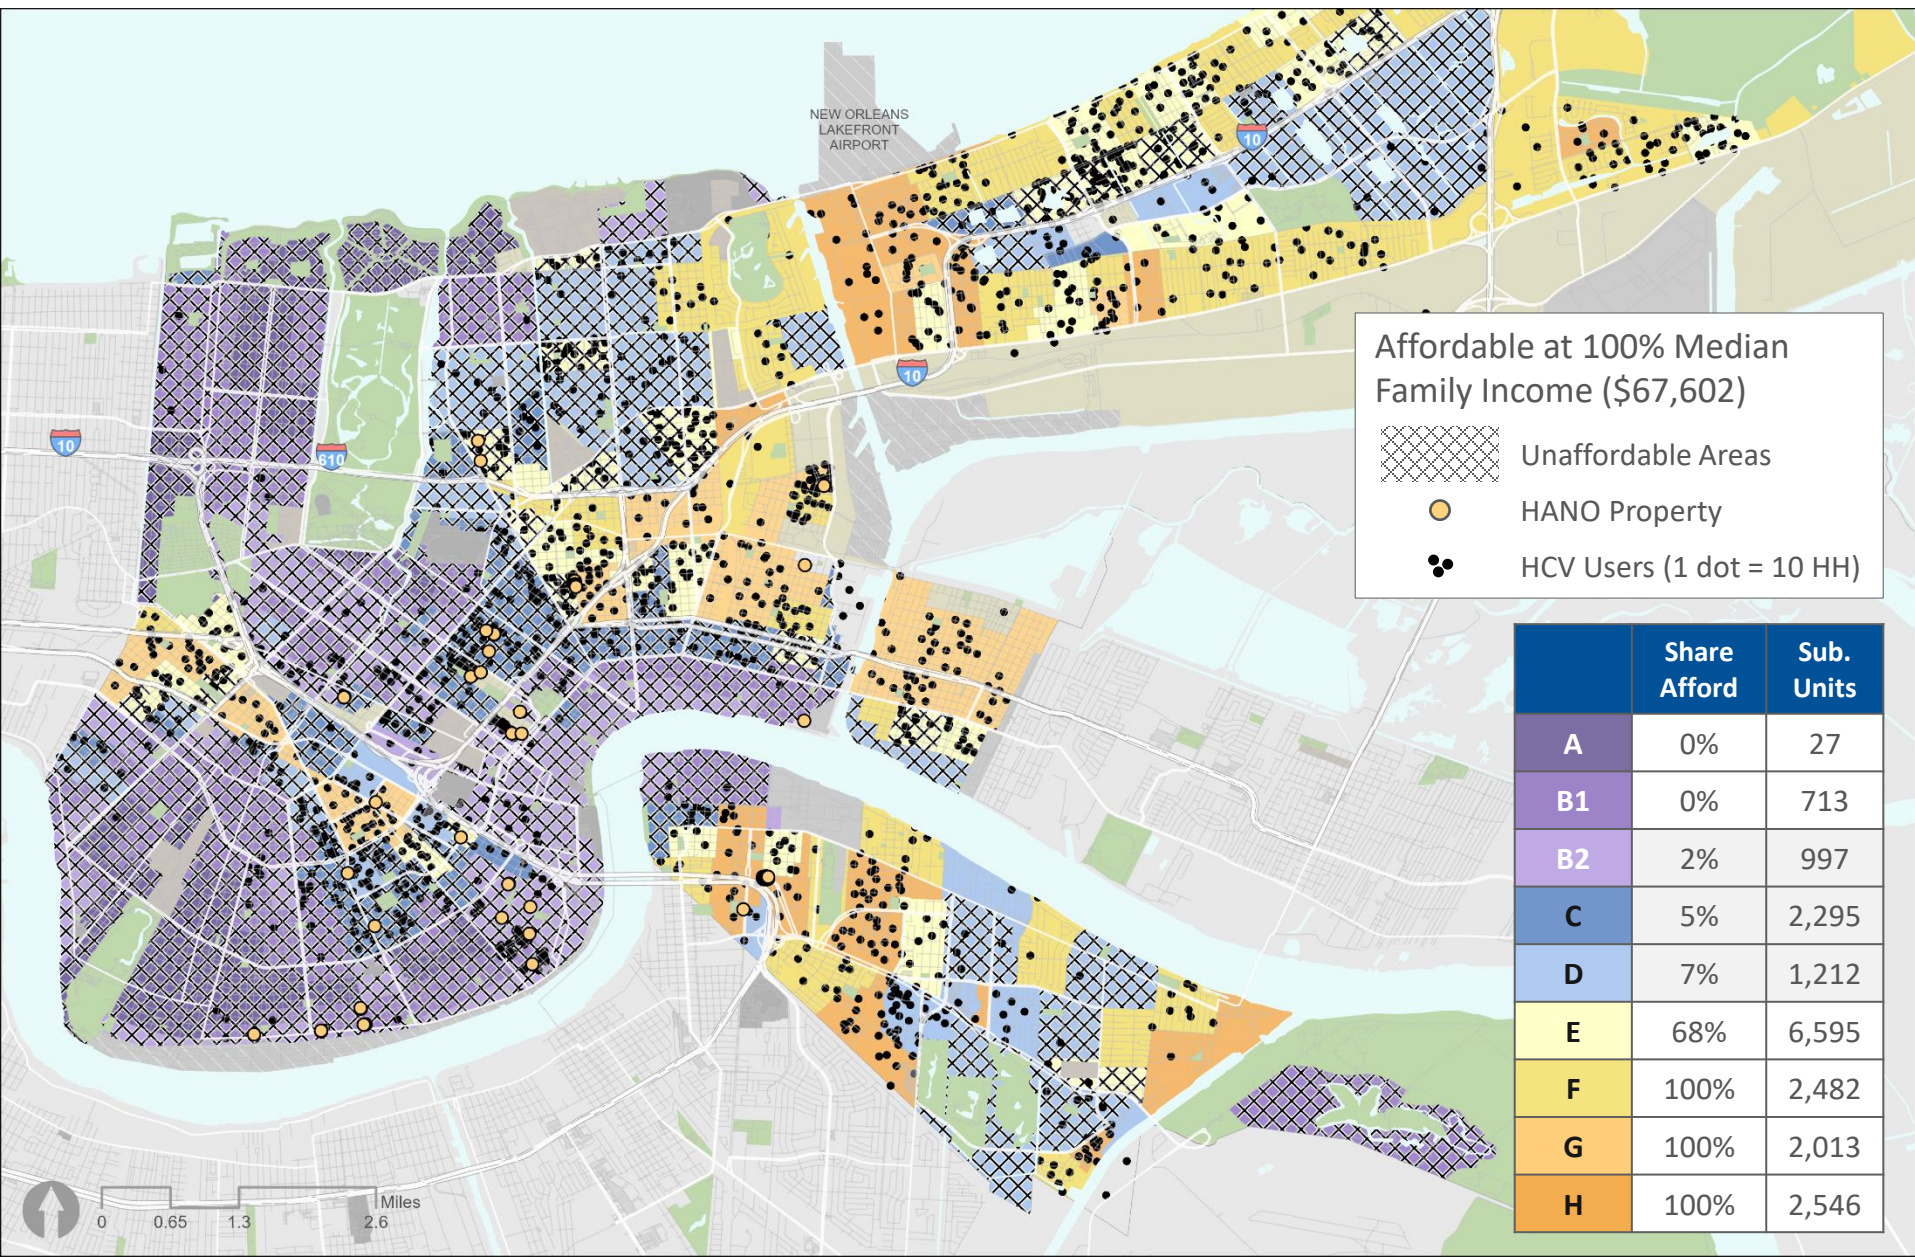 NEW ORLEANS
LAKEFRONT
AIRPORT
10
10
10
610
Affordable at 100% Median
Family Income ($67,602)
Unaffordable Areas
HANO Property
HCV Users (1 dot = 10 HH)
Share Afford Sub. Units
A 0% 27
B1 0% 713
B2 2% 997
C 5% 2,295
D 7% 1,212
E 68% 6,595
F 100% 2,482
G 100% 2,013
H 100% 2,546
Miles
0 0.65 1.3 2.6